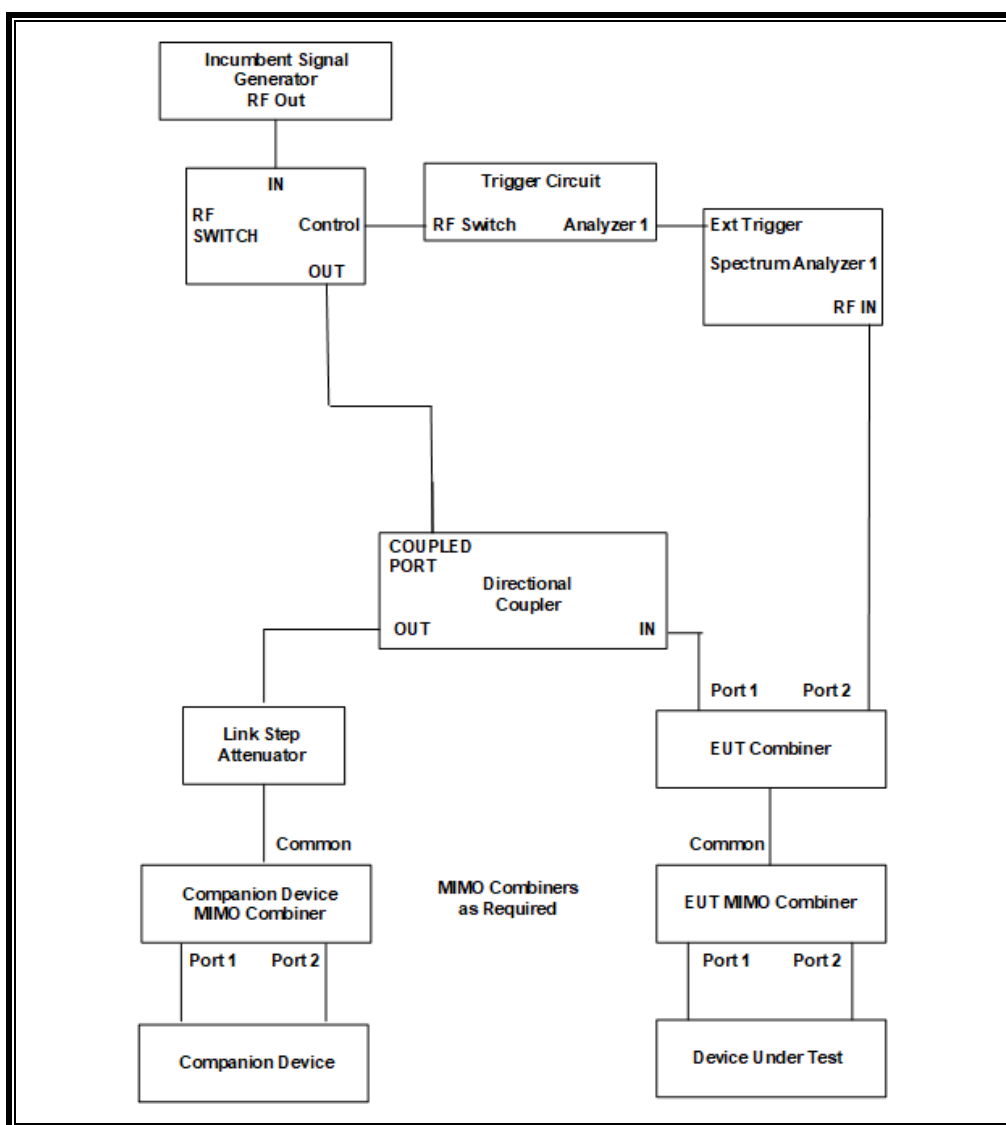 Incumbent Signal
Generator
RF Out
IN
RF
SWITCH
Control
OUT
Trigger Circuit
RF Switch
Analyzer 1
Ext Trigger
Spectrum Analyzer 1
RF IN
COUPLED
PORT
Directional
Coupler
OUT
IN
Port 1
Port 2
Link Step
Attenuator
EUT Combiner
Common
Common
Companion Device
MIMO Combiner
MIMO Combiners
as Required
EUT MIMO Combiner
Port 1
Port 2
Port 1
Port 2
Companion Device
Device Under Test